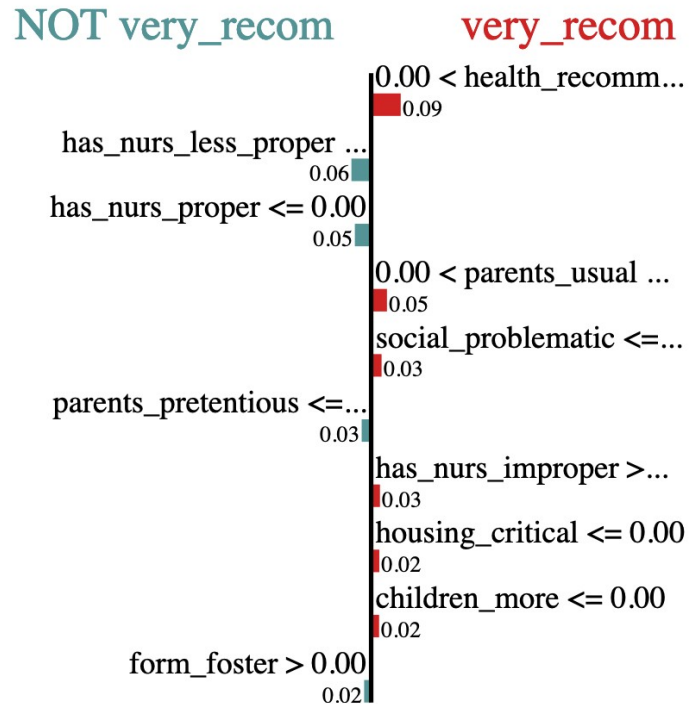 NOT very_recom very_recom
0.00 < health_recomm...
0.09
has_nurs_less_proper ...
0.06
has_nurs_proper <= 0.00
0.05
0.00 < parents_usual ...
0.05
social_problematic <=...
0.03
parents_pretentious <=...
0.03
has_nurs_improper >...
0.03
housing_critical <= 0.00
0.02
children_more <= 0.00
0.02
form_foster > 0.00
0.02